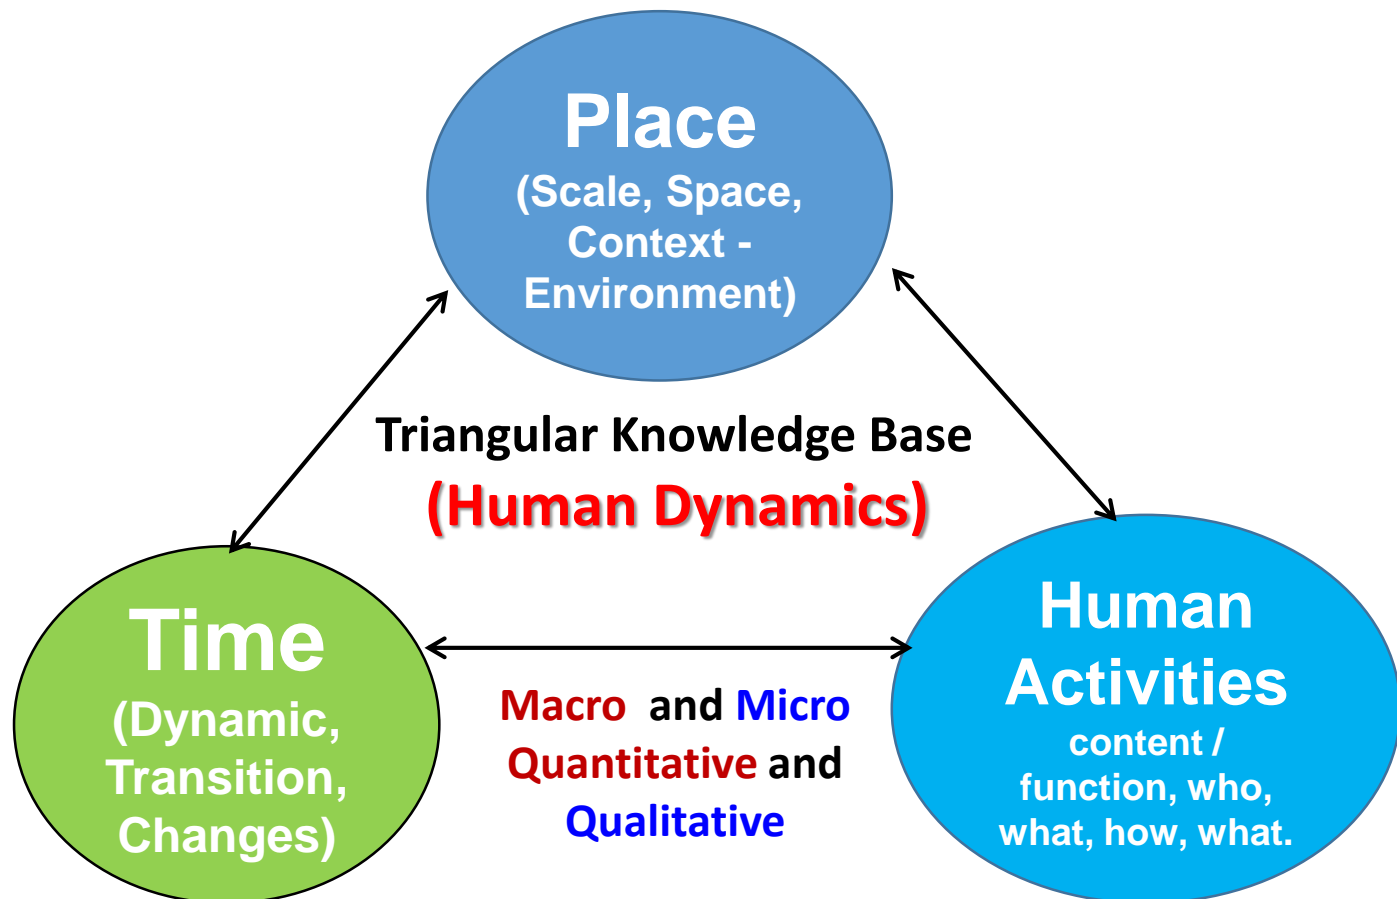 Place
(Scale, Space,
Context -
Environment)
Triangular Knowledge Base
(Human Dynamics)
Time
(Dynamic,
Transition,
Changes)
Macro and Micro
Quantitative and
Qualitative
Human
Activities
content /
function, who,
what, how, what.